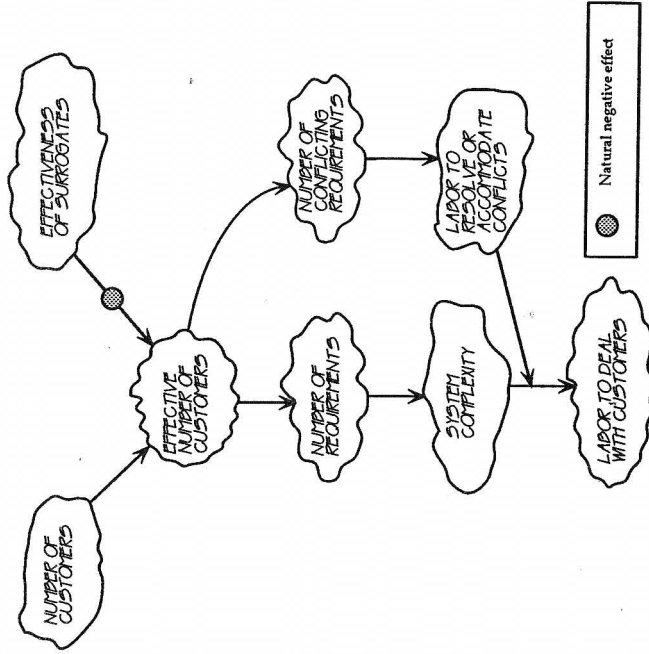 NUMBER OF
CUSTOMERS
EFFECTIVENESS
OF SURROGATES
EFFECTIVE
NUMBER OF
CUSTOMERS
NUMBER OF
REQUIREMENTS
NUMBER OF
CONFLICTING
REQUIREMENTS
SYSTEM
COMPLEXITY
LABOR TO
RESOLVE OR
ACCOMMODATE
CONFLICTS
LABOR TO DEAL
WITH CUSTOMERS
Natural negative effect